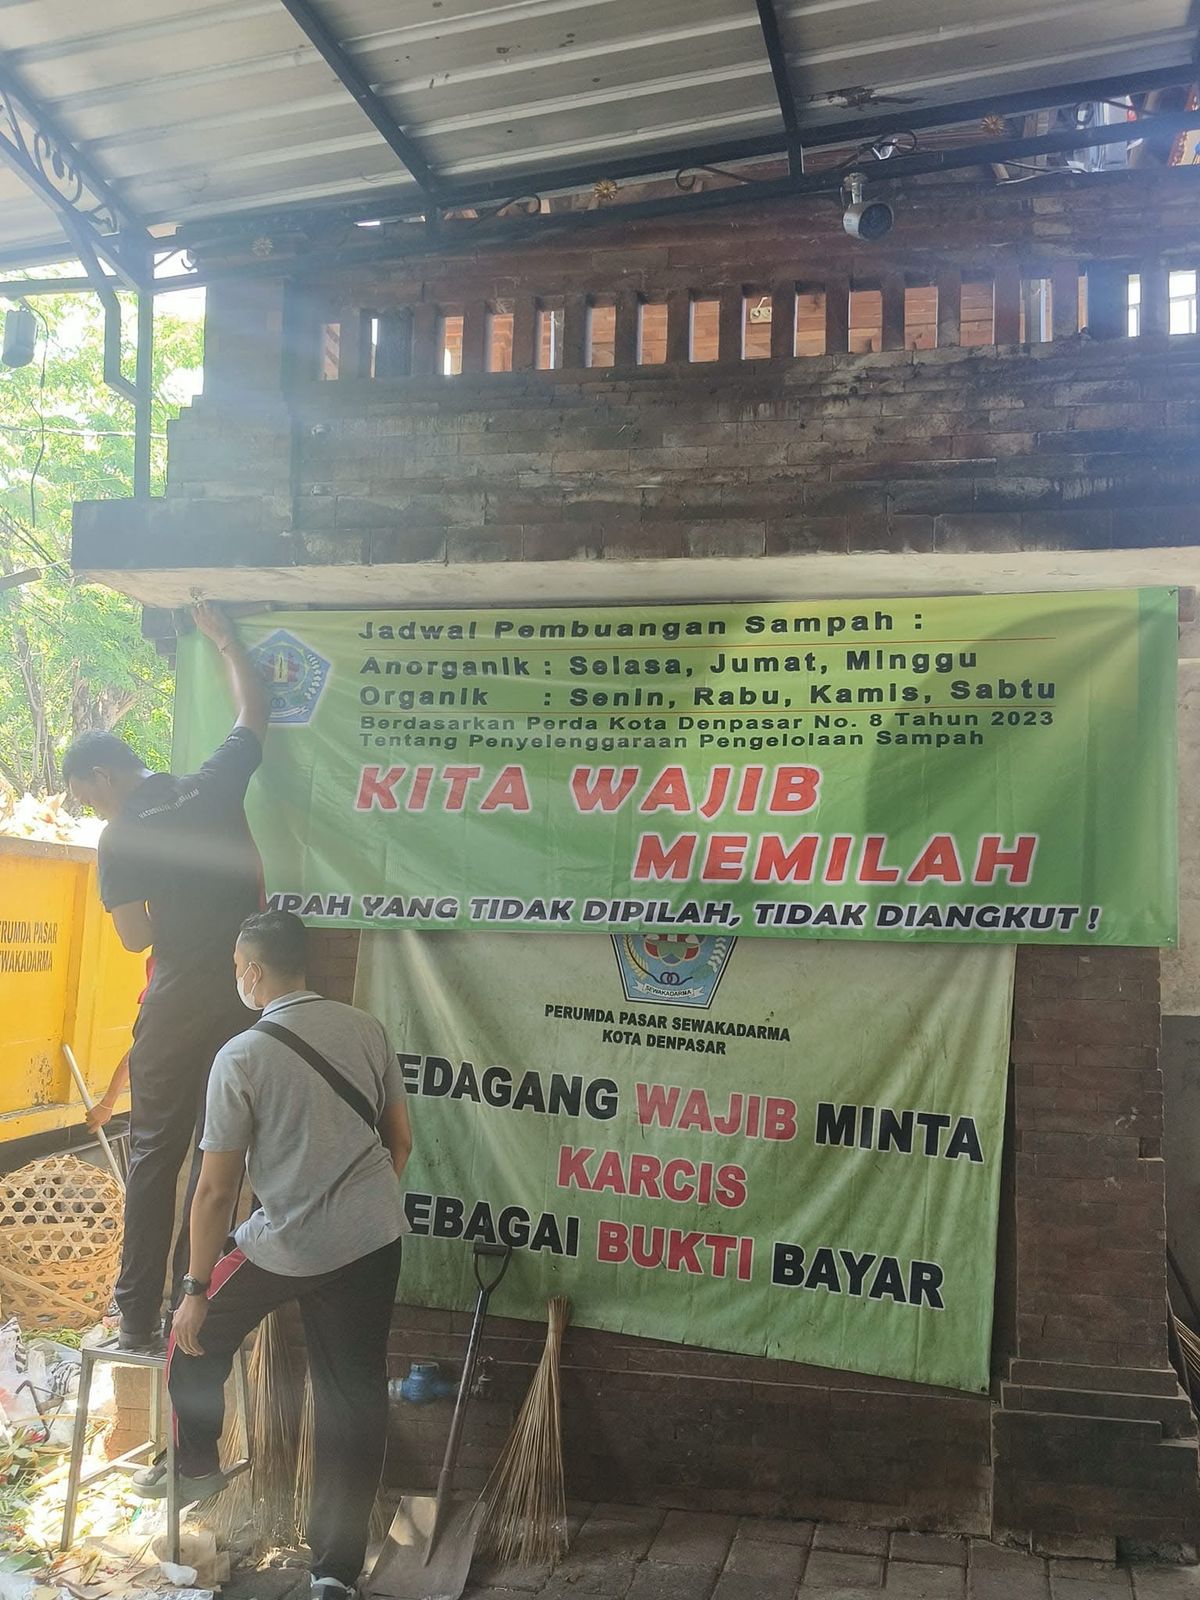 Jadwal Pembuangan Sampah :
Anorganik : Selasa, Jumat, Minggu
Organik : Senin, Rabu, Kamis, Sabtu
Berdasarkan Perda Kota Denpasar No. 8 Tahun 2023
Tentang Penyelenggaraan Pengelolaan Sampah
KITA WAJIB
MEMILAH
MPAH YANG TIDAK DIPILAH, TIDAK DIANGKUT !
SEWAKADARMA
PERUMDA PASAR SEWAKADARMA
KOTA DENPASAR
EDAGANG WAJIB MINTA
KARCIS
EBAGAI BUKTI BAYAR
ERUMDA PASAR
EWAKADARMA